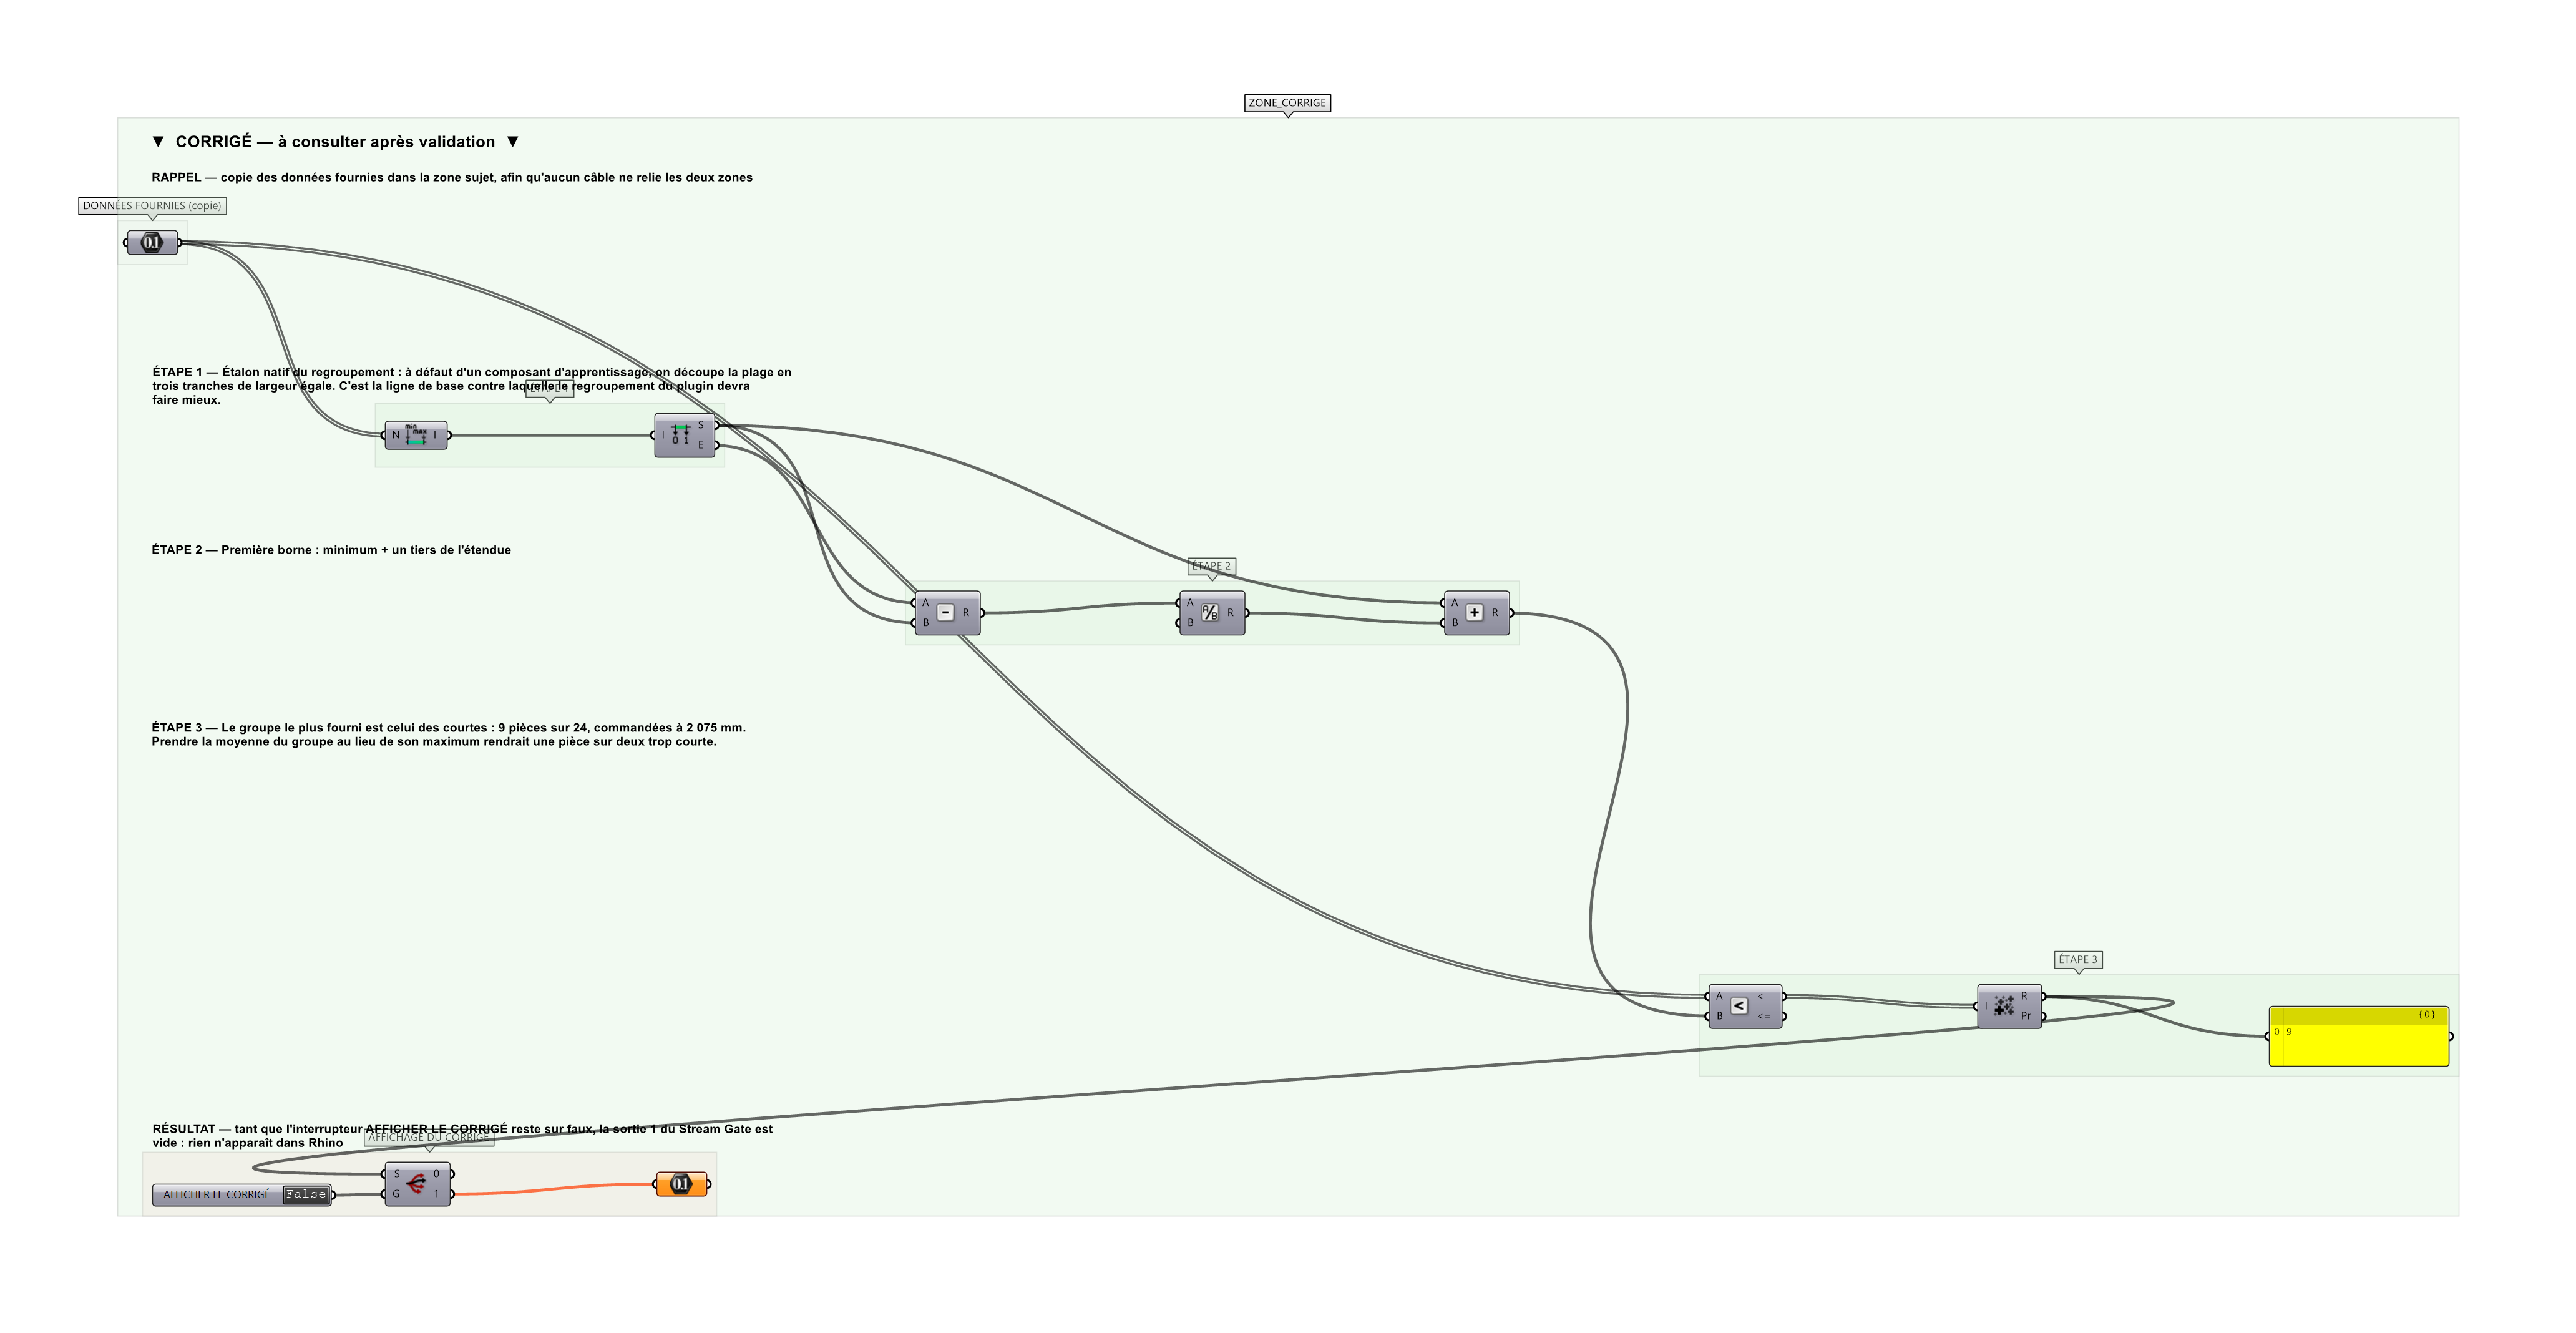 ZONE_CORRIGE
▼ CORRIGÉ — à consulter après validation ▼
RAPPEL — copie des données fournies dans la zone sujet, afin qu'aucun câble ne relie les deux zones
DONNÉES FOURNIES (copie)
ÉTAPE 1 — Étalon natif du regroupement : à défaut d'un composant d'apprentissage, on découpe la plage en
trois tranches de largeur égale. C'est la ligne de base contre laquelle le regroupement du plugin devra
faire mieux.
N min max I
I 0 1 S E
ÉTAPE 2 — Première borne : minimum + un tiers de l'étendue
ÉTAPE 2
A B - R
A B A/B R
A B + R
ÉTAPE 3 — Le groupe le plus fourni est celui des courtes : 9 pièces sur 24, commandées à 2 075 mm.
Prendre la moyenne du groupe au lieu de son maximum rendrait une pièce sur deux trop courte.
ÉTAPE 3
A B < < <=
I R Pr
{ 0 }
0 9
RÉSULTAT — tant que l'interrupteur AFFICHER LE CORRIGÉ reste sur faux, la sortie 1 du Stream Gate est
vide : rien n'apparaît dans Rhino
AFFICHAGE DU CORRIGÉ
AFFICHER LE CORRIGÉ False
S G 0 1